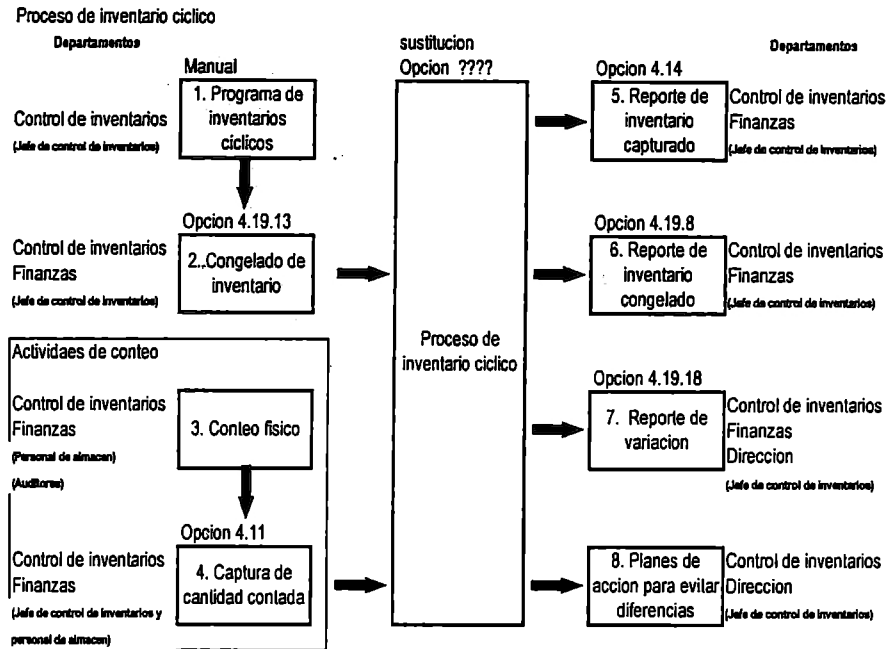 Proceso de inventario ciclico
Departamentos
Manual
1. Programa de
inventarios
ciclicos
Control de inventarios
(Jefe de control de inventarios)
Opcion 4.19.13
2..Congelado de
inventario
Control de inventarios
Finanzas
(Jefe de control de inventarios)
Actividaes de conteo
Control de inventarios
Finanzas
(Personal de almacen)
(Auditores)
3. Conteo fisico
Opcion 4.11
4. Captura de
cantidad contada
Control de inventarios
Finanzas
(Jefe de control de inventarios y
personal de almacen)
sustitucion
Opcion ????
Proceso de
inventario ciclico
Departamentos
Opcion 4.14
5. Reporte de
inventario
capturado
Control de inventarios
Finanzas
(Jefe de control de inventarios)
Opcion 4.19.8
6. Reporte de
inventario
congelado
Control de inventarios
Finanzas
(Jefe de control de inventarios)
Opcion 4.19.18
7. Reporte de
variacion
Control de inventarios
Finanzas
Direccion
(Jefe de control de inventarios)
8. Planes de
accion para evitar
diferencias
Control de inventarios
Direccion
(Jefe de control de inventarios)